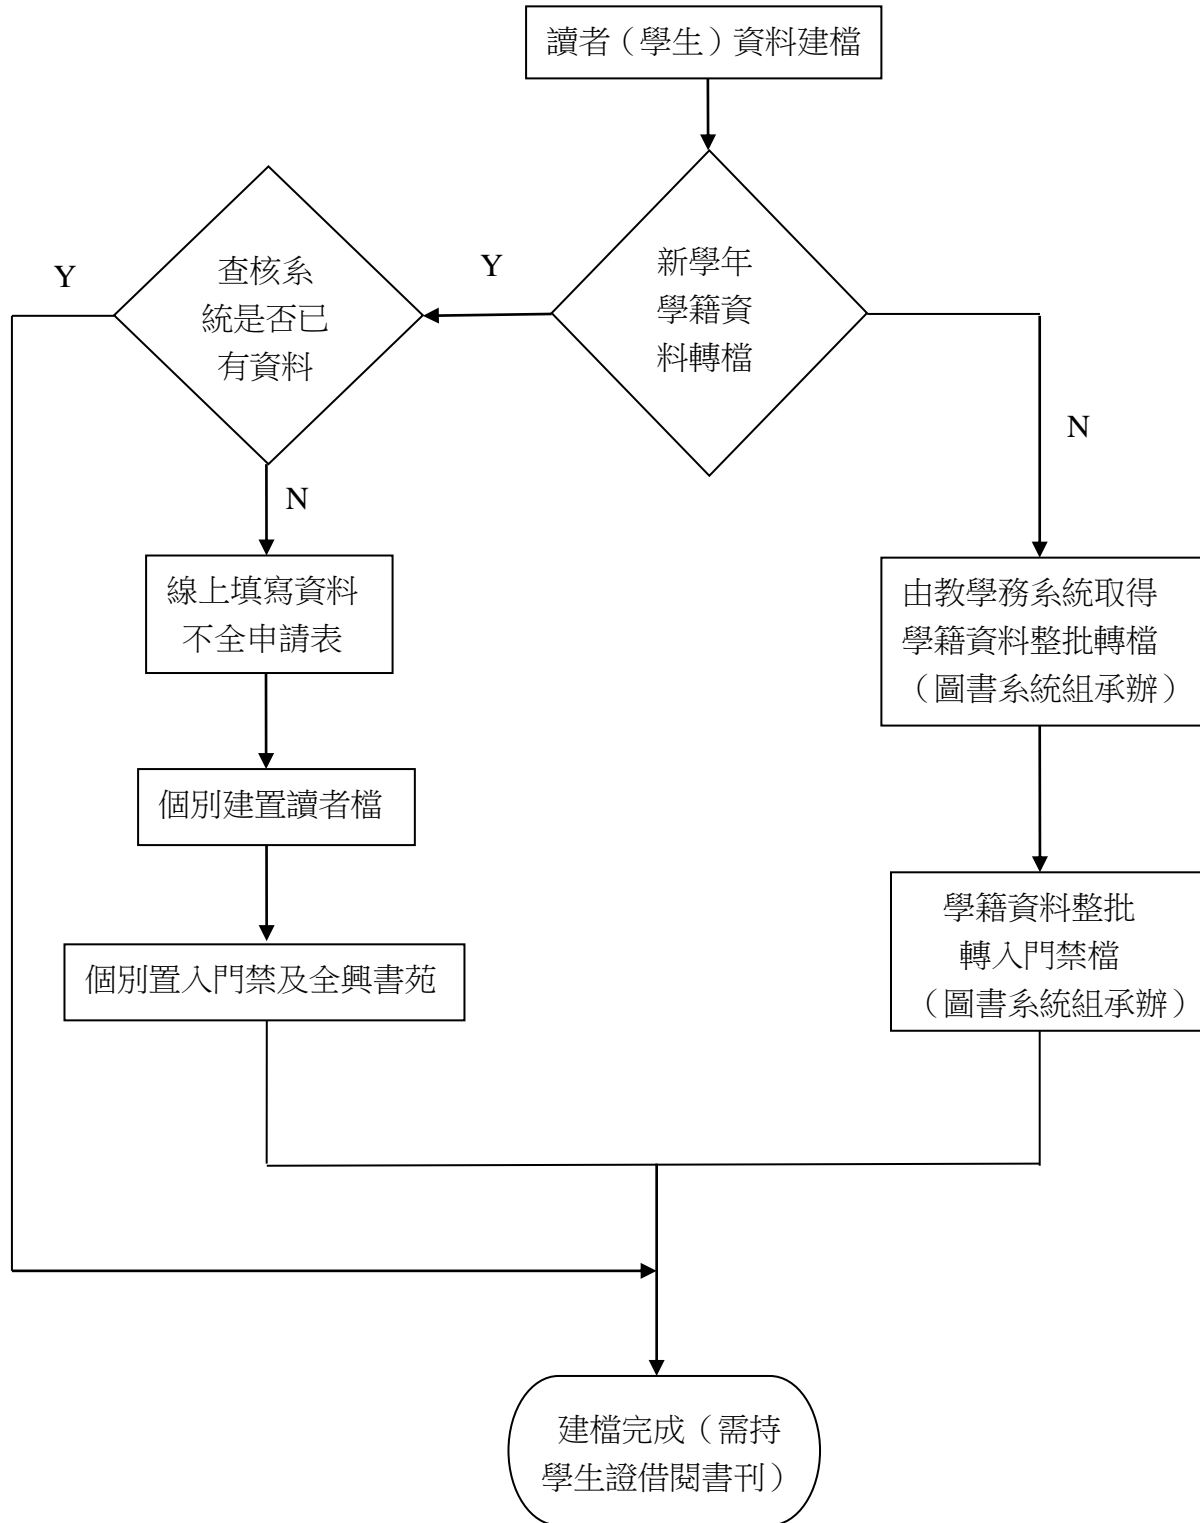 讀者（學生）資料建檔
新學年
學籍資
料轉檔
Y
查核系
統是否已
有資料
Y
N
N
線上填寫資料
不全申請表
個別建置讀者檔
個別置入門禁及全興書苑
由教學務系統取得
學籍資料整批轉檔
（圖書系統組承辦）
學籍資料整批
轉入門禁檔
（圖書系統組承辦）
建檔完成（需持
學生證借閱書刊）